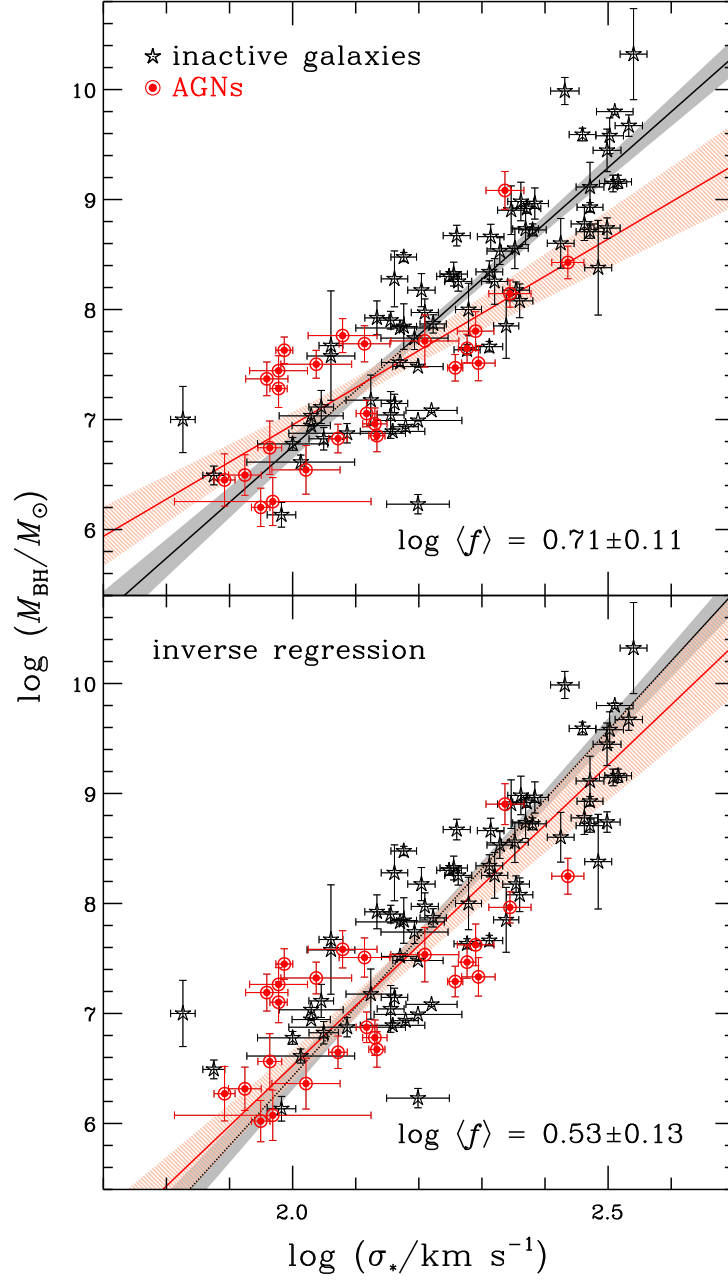 inactive galaxies
AGNs
10
9
8
7
6
log ⟨f⟩ = 0.71±0.11
log (M_BH/M_⊙)
inverse regression
10
9
8
7
6
log ⟨f⟩ = 0.53±0.13
2.0 2.5
log (σ_*/km s⁻¹)